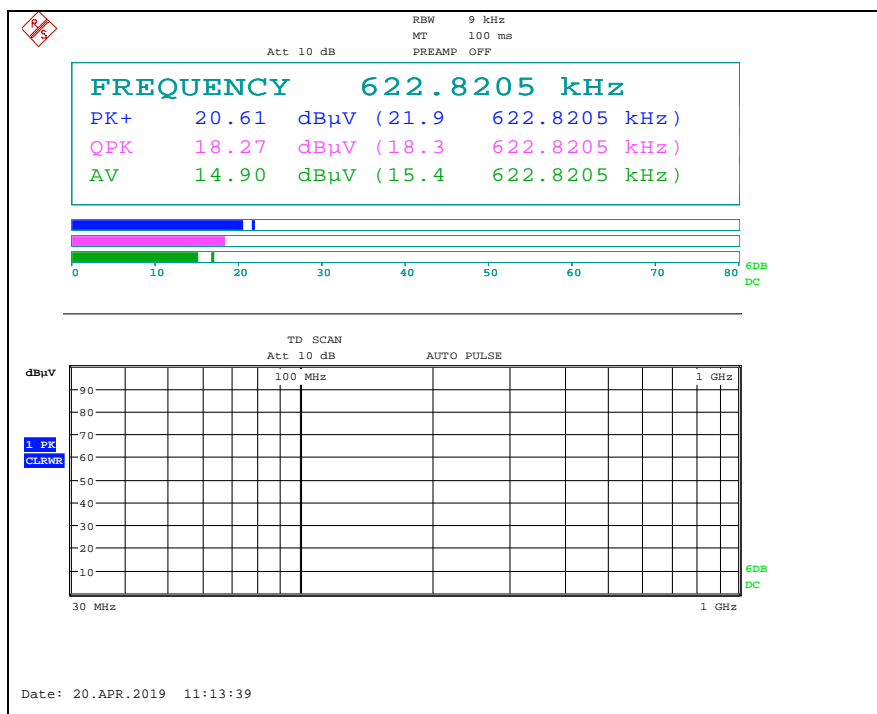 R
S
RBW 9 kHz
MT 100 ms
Att 10 dB PREAMP OFF
FREQUENCY 622.8205 kHz
PK+ 20.61 dBµV (21.9 622.8205 kHz)
QPK 18.27 dBµV (18.3 622.8205 kHz)
AV 14.90 dBµV (15.4 622.8205 kHz)
0 10 20 30 40 50 60 70 80
6DB
DC
TD SCAN
Att 10 dB AUTO PULSE
dBµV
100 MHz 1 GHz
90
80
70
1 PK
CLRWR
60
50
40
30
20
10
6DB
DC
30 MHz 1 GHz
Date: 20.APR.2019 11:13:39